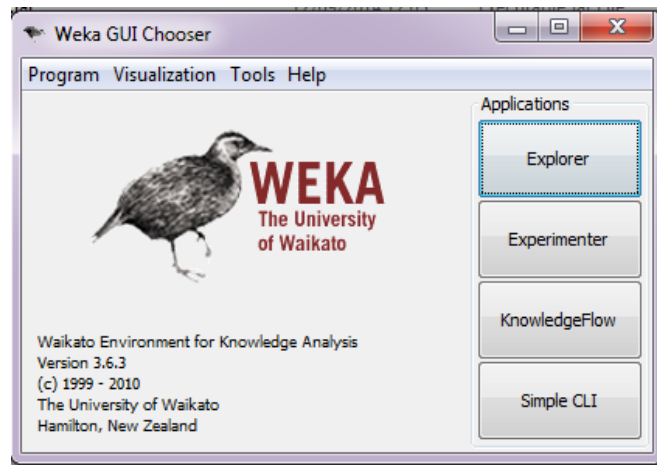 Weka GUI Chooser
Program Visualization Tools Help
Applications
Explorer
Experimenter
KnowledgeFlow
Simple CLI
WEKA
The University
of Waikato
Waikato Environment for Knowledge Analysis
Version 3.6.3
(c) 1999 - 2010
The University of Waikato
Hamilton, New Zealand